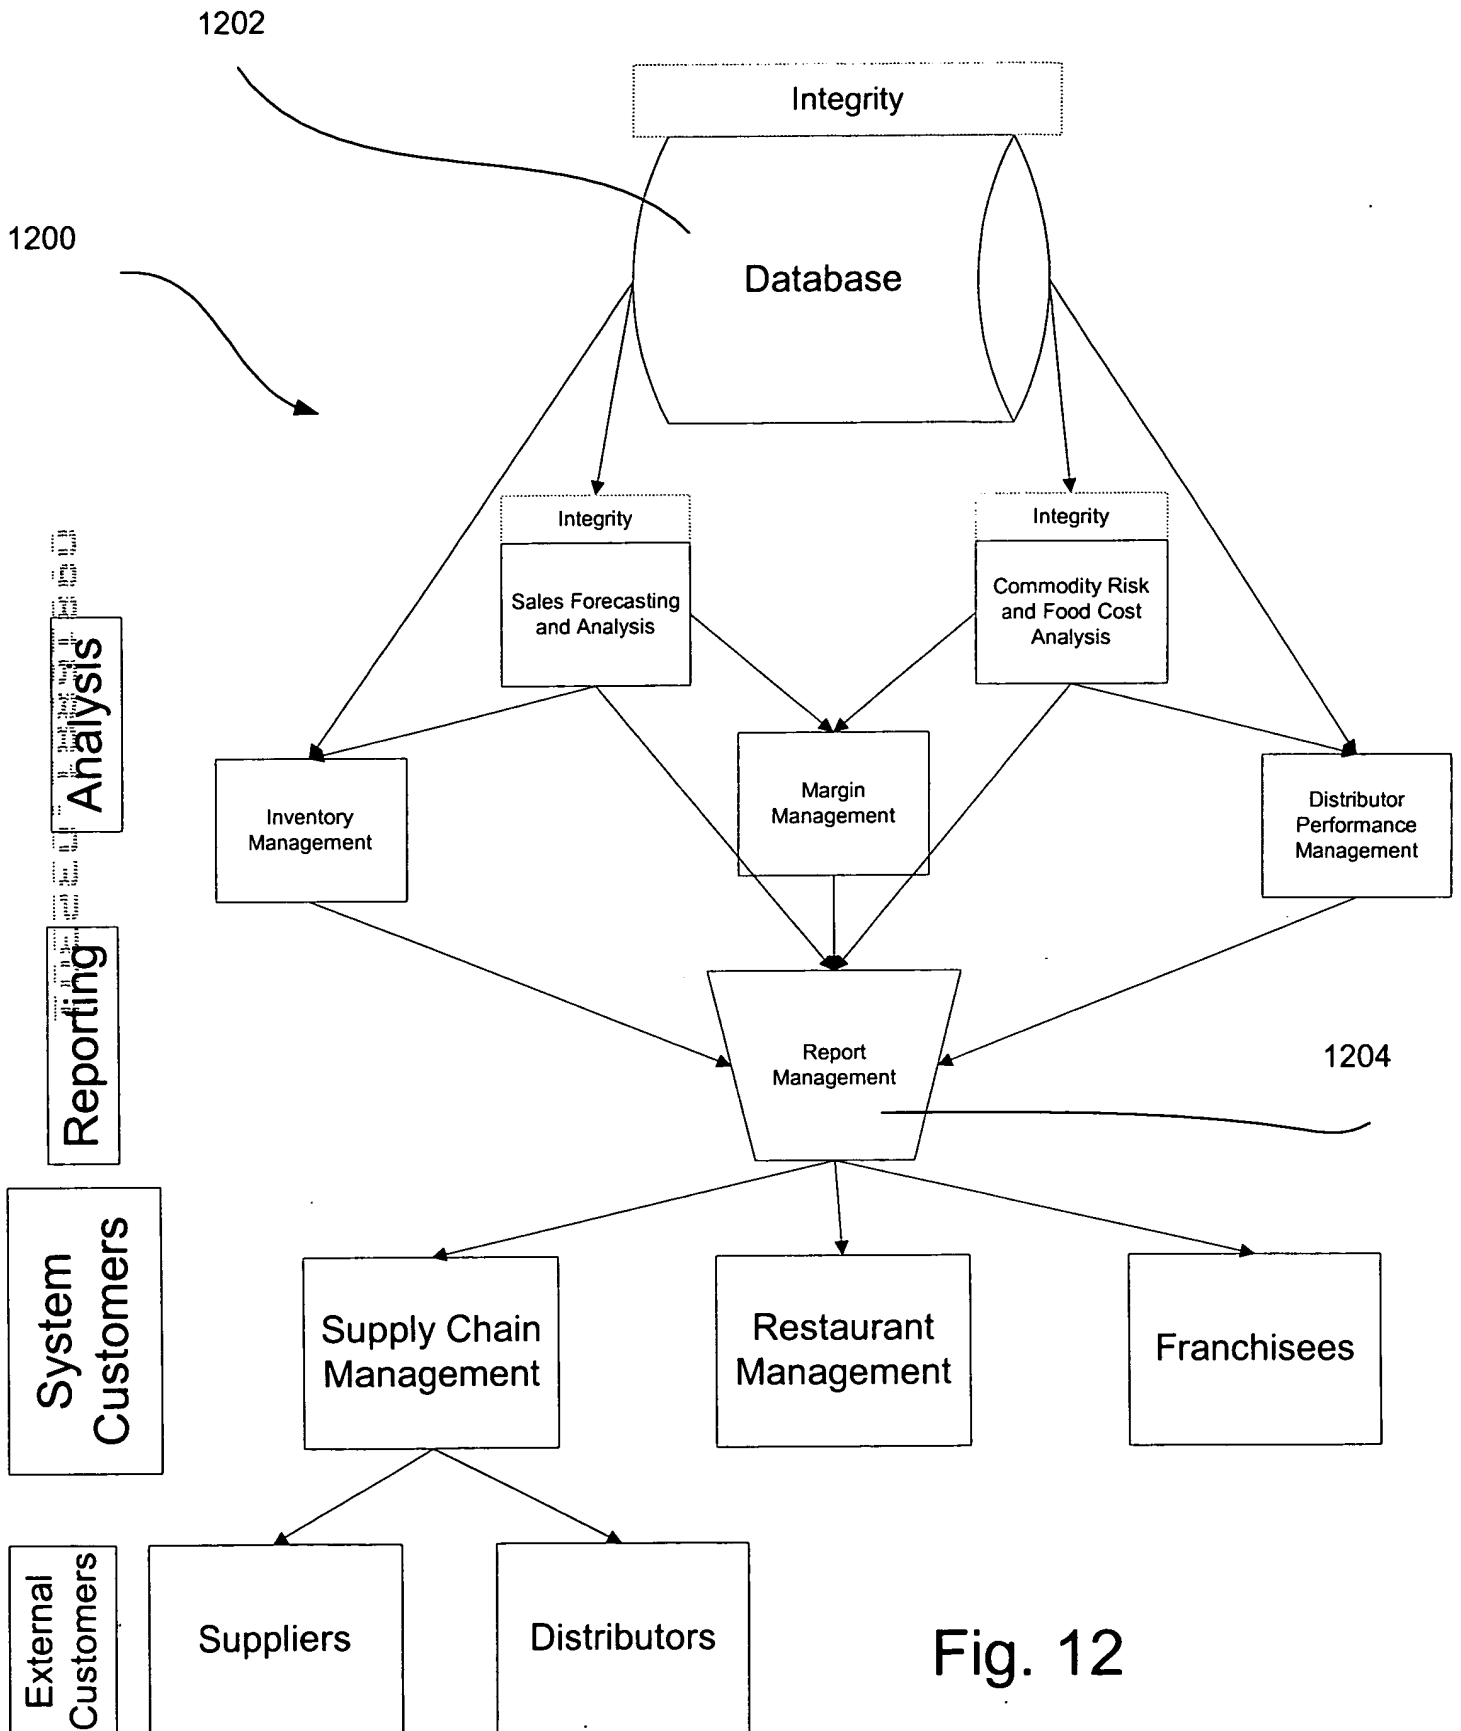 1202
Integrity
1200
Database
Integrity
Integrity
Sales Forecasting
and Analysis
Commodity Risk
and Food Cost
Analysis
Analysis
Inventory
Management
Margin
Management
Distributor
Performance
Management
Reporting
Report
Management
1204
System
Customers
Supply Chain
Management
Restaurant
Management
Franchisees
External
Customers
Suppliers
Distributors
Fig. 12